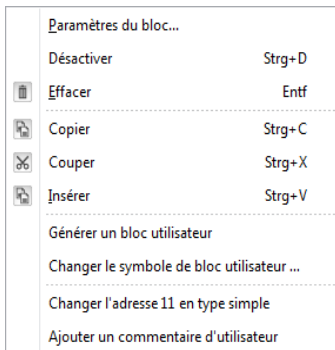 Paramètres du bloc...
Désactiver Strg+D
Effacer Entf
Copier Strg+C
Couper Strg+X
Insérer Strg+V
Générer un bloc utilisateur
Changer le symbole de bloc utilisateur ...
Changer l'adresse 11 en type simple
Ajouter un commentaire d'utilisateur